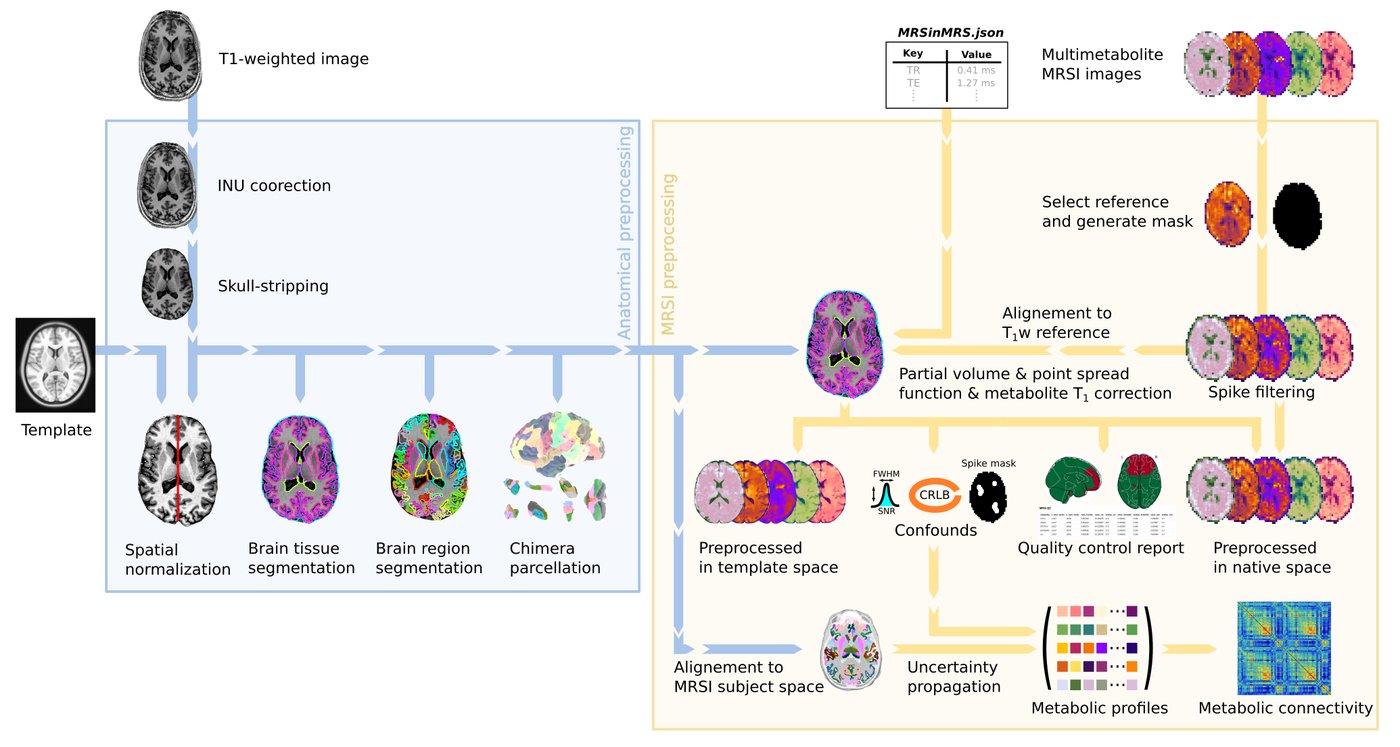 T1-weighted image
INU coorection
Skull-stripping
Template
Spatial
normalization
Brain tissue
segmentation
Brain region
segmentation
Chimera
parcellation
Anatomical preprocessing
MRSI preprocessing
MRSinMRS.json
Key Value
TR 0.41 ms
TE 1.27 ms
Multimetabolite
MRSI images
Select reference
and generate mask
Alignement to
T1w reference
Partial volume & point spread
function & metabolite T1 correction
Spike filtering
Preprocessed
in template space
FWHM
SNR
CRLB
Spike mask
Confounds
Quality control report
Preprocessed
in native space
Alignement to
MRSI subject space
Uncertainty
propagation
Metabolic profiles
Metabolic connectivity